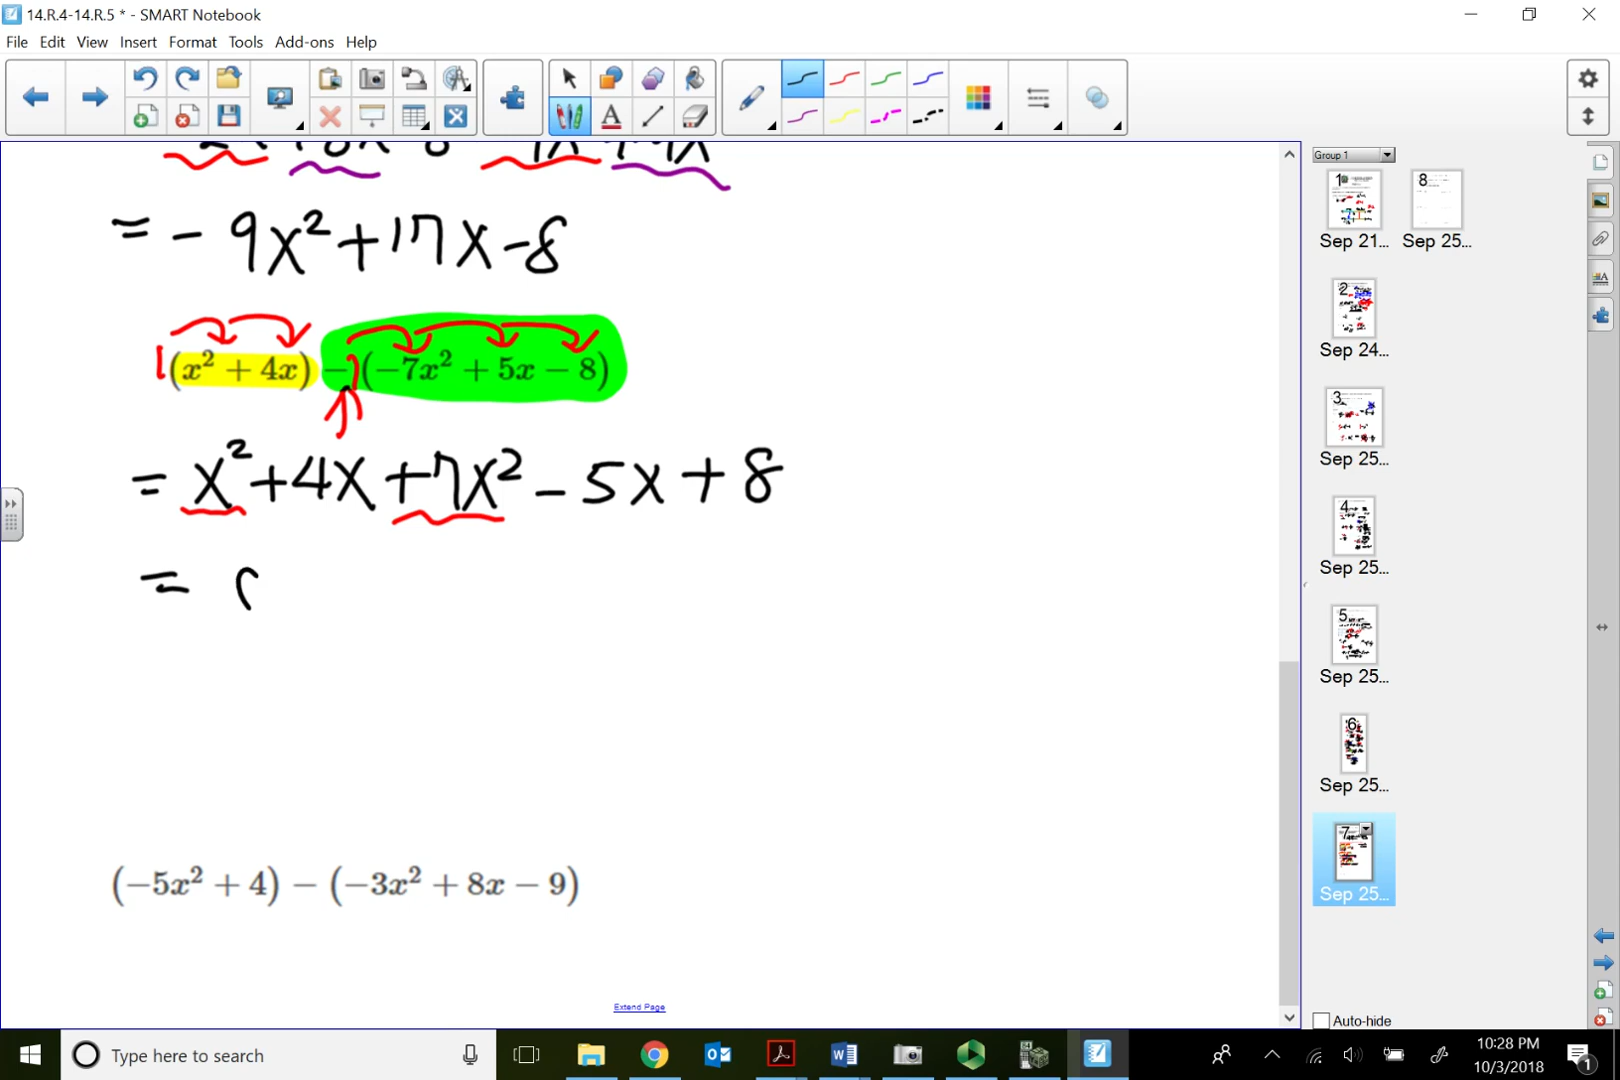 14.R.4-14.R.5 * - SMART Notebook
File Edit View Insert Format Tools Add-ons Help
= - 9x² + 17x - 8
1(x² + 4x) - 1(-7x² + 5x - 8)
= x² + 4x + 7x² - 5x + 8
=
(-5x² + 4) - (-3x² + 8x - 9)
Extend Page
Group 1
1
Sep 21...
8
Sep 25...
2
Sep 24...
3
Sep 25...
4
Sep 25...
5
Sep 25...
6
Sep 25...
7
Sep 25...
Auto-hide
Type here to search
10:28 PM
10/3/2018
1